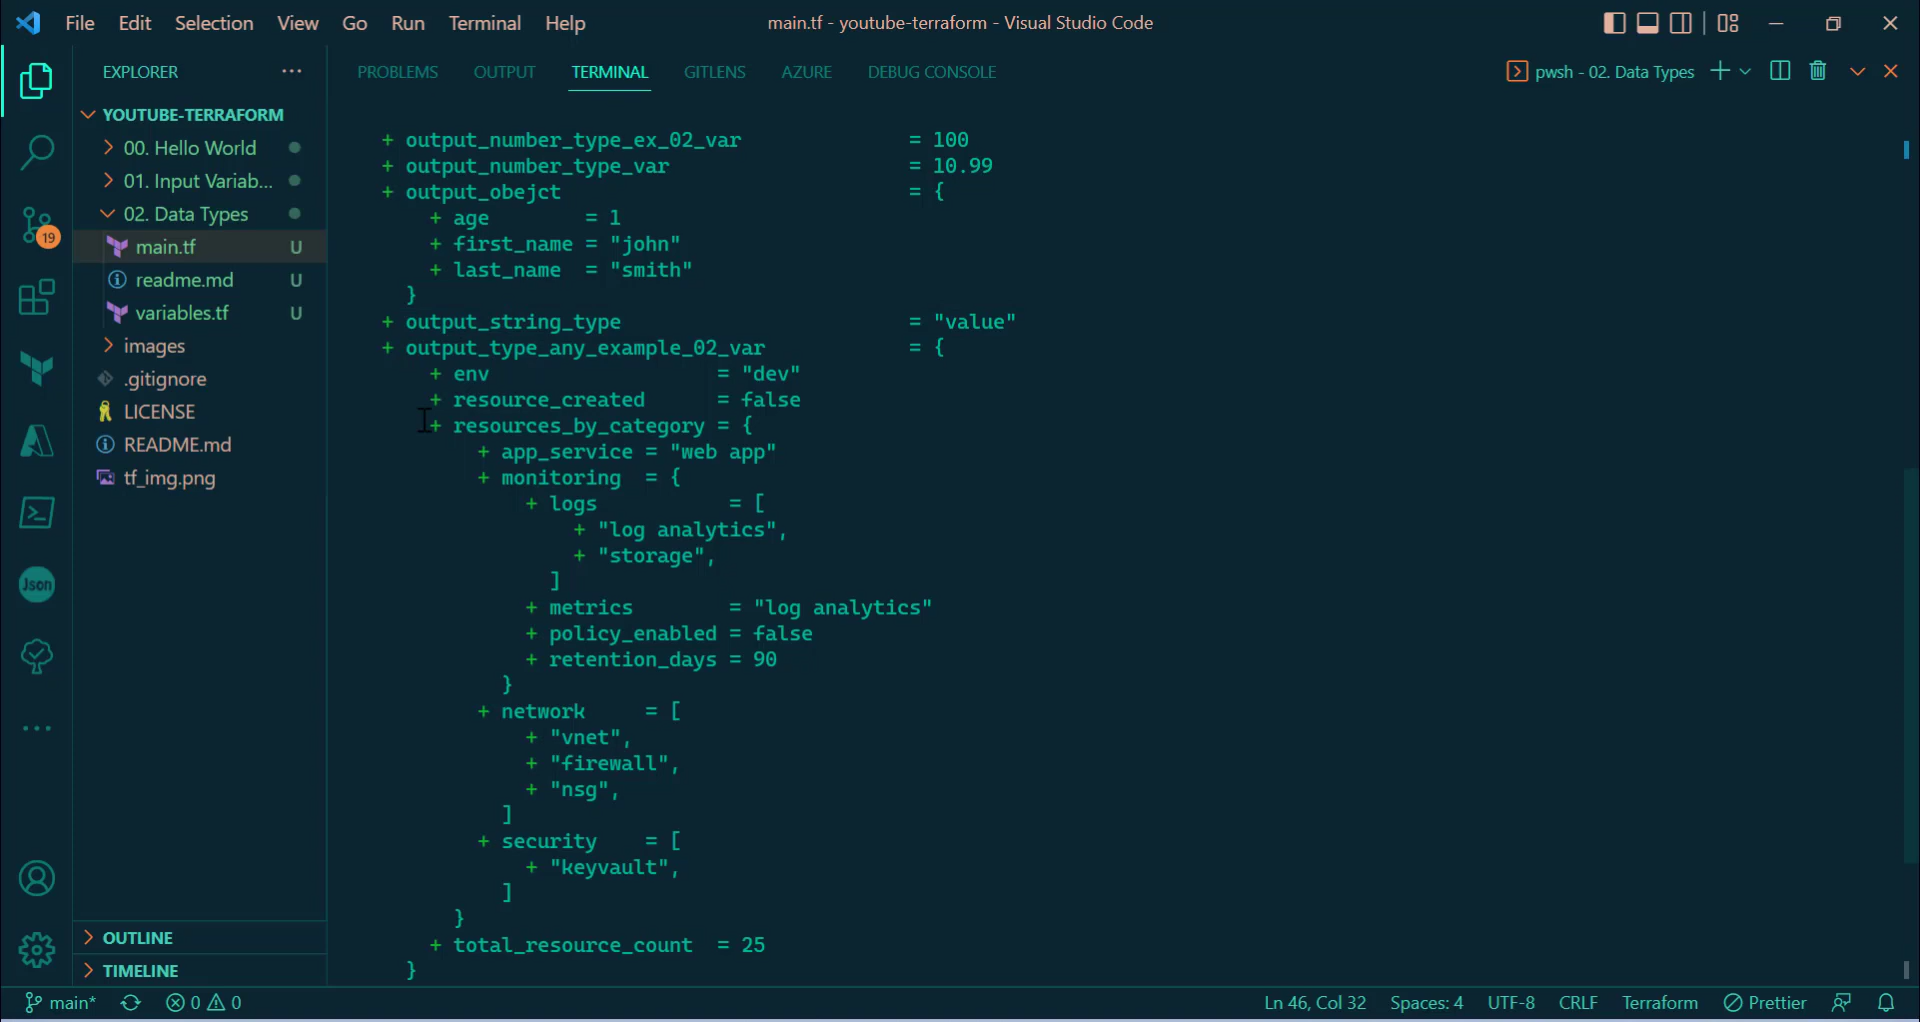 File Edit Selection View Go Run Terminal Help
main.tf - youtube-terraform - Visual Studio Code
EXPLORER
PROBLEMS OUTPUT TERMINAL GITLENS AZURE DEBUG CONSOLE
pwsh - 02. Data Types
YOUTUBE-TERRAFORM
00. Hello World
01. Input Variab...
02. Data Types
main.tf U
readme.md U
variables.tf U
images
.gitignore
LICENSE
README.md
tf_img.png
19
Json
OUTLINE
TIMELINE
+ output_number_type_ex_02_var = 100
+ output_number_type_var = 10.99
+ output_obejct = {
+ age = 1
+ first_name = "john"
+ last_name = "smith"
}
+ output_string_type = "value"
+ output_type_any_example_02_var = {
+ env = "dev"
+ resource_created = false
+ resources_by_category = {
+ app_service = "web app"
+ monitoring = {
+ logs = [
+ "log analytics",
+ "storage",
]
+ metrics = "log analytics"
+ policy_enabled = false
+ retention_days = 90
}
+ network = [
+ "vnet",
+ "firewall",
+ "nsg",
]
+ security = [
+ "keyvault",
]
}
+ total_resource_count = 25
}
main* 0 0
Ln 46, Col 32 Spaces: 4 UTF-8 CRLF Terraform Prettier